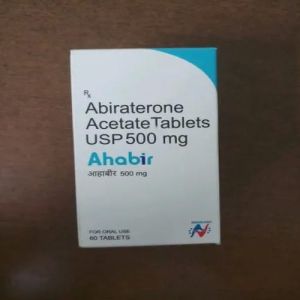 Rx
Abiraterone
Acetate Tablets
USP 500 mg
Ahabir
आहाबीर 500 mg
FOR ORAL USE
60 TABLETS